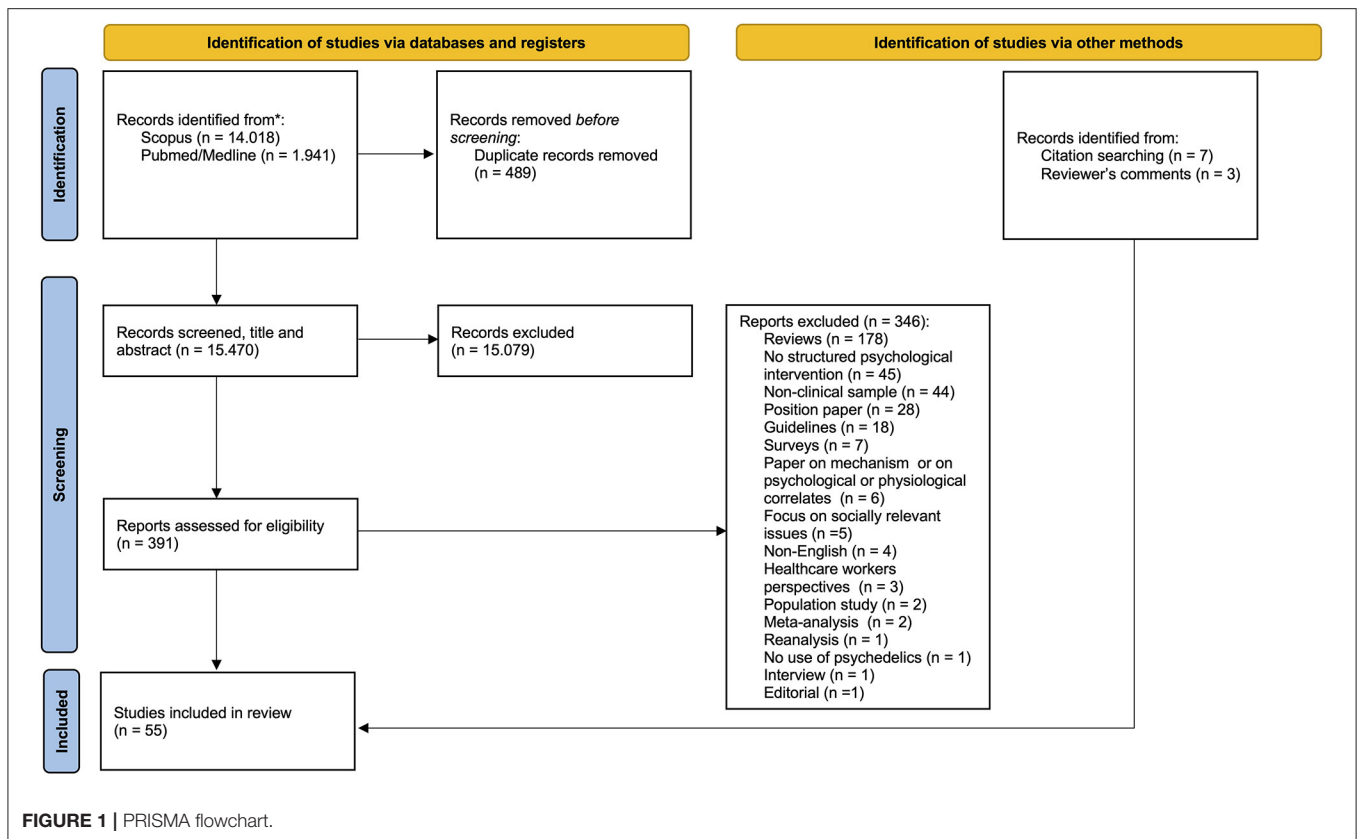 Identification of studies via databases and registers
Identification of studies via other methods
Identification
Records identified from*:
Scopus (n = 14.018)
Pubmed/Medline (n = 1.941)
Records removed before
screening:
Duplicate records removed
(n = 489)
Records identified from:
Citation searching (n = 7)
Reviewer's comments (n = 3)
Screening
Records screened, title and
abstract (n = 15.470)
Records excluded
(n = 15.079)
Reports assessed for eligibility
(n = 391)
Reports excluded (n = 346):
Reviews (n = 178)
No structured psychological
intervention (n = 45)
Non-clinical sample (n = 44)
Position paper (n = 28)
Guidelines (n = 18)
Surveys (n = 7)
Paper on mechanism or on
psychological or physiological
correlates (n = 6)
Focus on socially relevant
issues (n =5)
Non-English (n = 4)
Healthcare workers
perspectives (n = 3)
Population study (n = 2)
Meta-analysis (n = 2)
Reanalysis (n = 1)
No use of psychedelics (n = 1)
Interview (n = 1)
Editorial (n =1)
Included
Studies included in review
(n = 55)
FIGURE 1 | PRISMA flowchart.